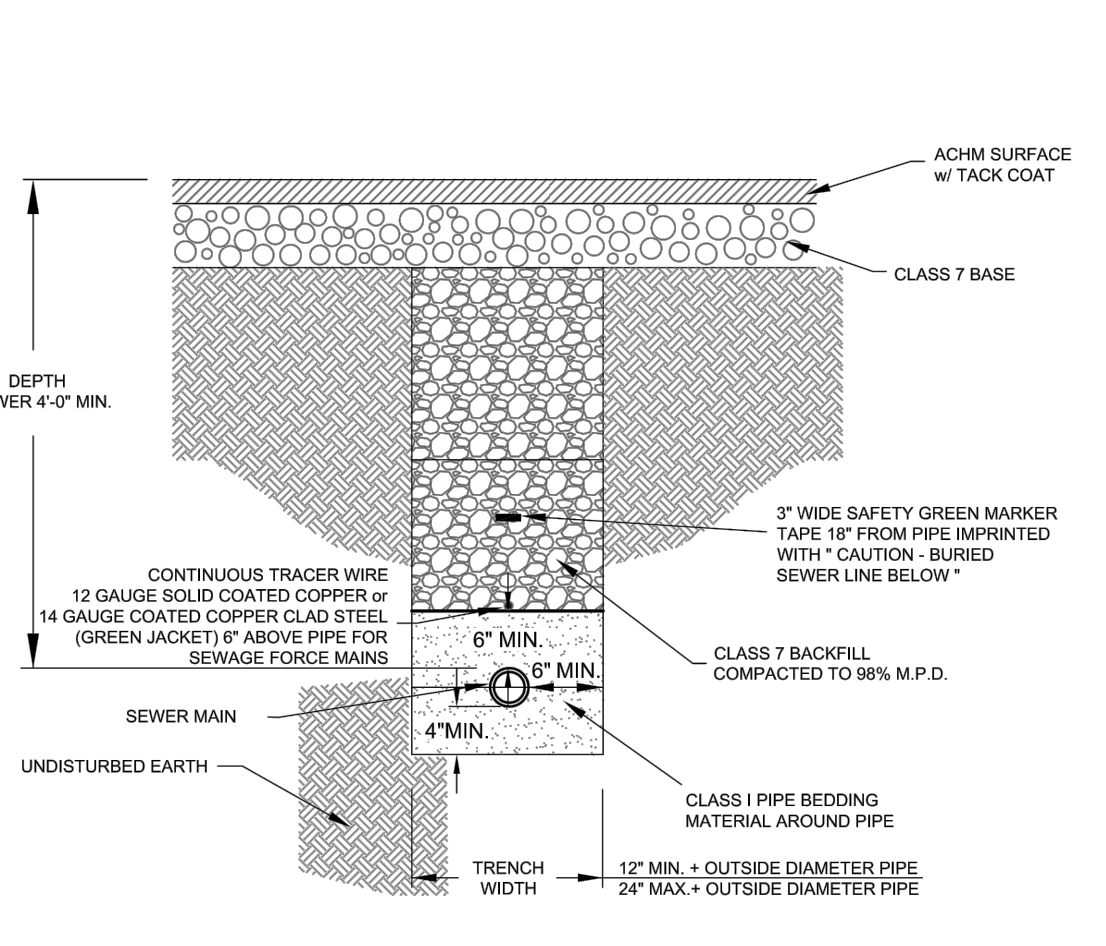 ACHM SURFACE
w/ TACK COAT
CLASS 7 BASE
DEPTH
4'-0" MIN.
3" WIDE SAFETY GREEN MARKER
TAPE 18" FROM PIPE IMPRINTED
WITH " CAUTION - BURIED
SEWER LINE BELOW "
CONTINUOUS TRACER WIRE
12 GAUGE SOLID COATED COPPER or
14 GAUGE COATED COPPER CLAD STEEL
(GREEN JACKET) 6" ABOVE PIPE FOR
SEWAGE FORCE MAINS
6" MIN.
6" MIN.
CLASS 7 BACKFILL
COMPACTED TO 98% M.P.D.
SEWER MAIN
4"MIN.
UNDISTURBED EARTH
CLASS I PIPE BEDDING
MATERIAL AROUND PIPE
TRENCH
WIDTH
12" MIN. + OUTSIDE DIAMETER PIPE
24" MAX.+ OUTSIDE DIAMETER PIPE